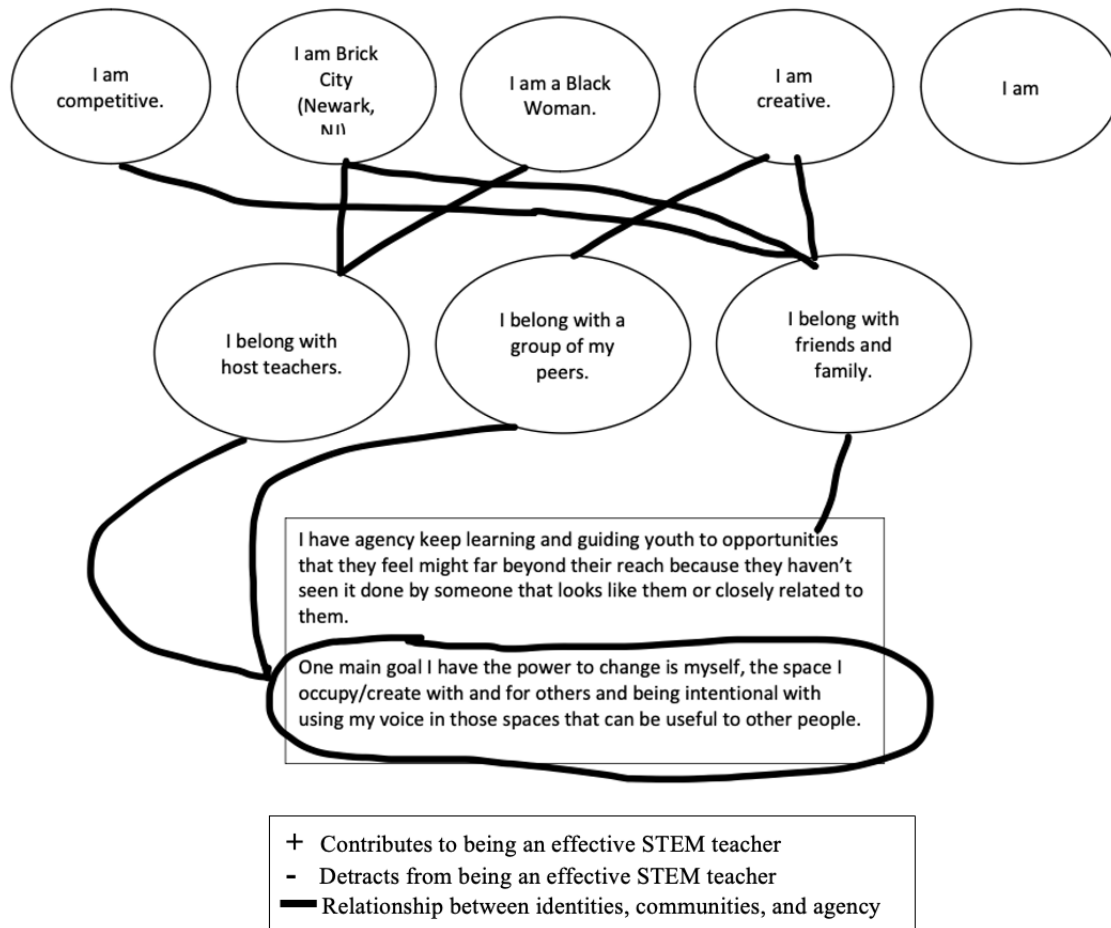 I am
competitive.
I am Brick
City
(Newark,
NJ)
I am a Black
Woman.
I am
creative.
I am
I belong with
host teachers.
I belong with a
group of my
peers.
I belong with
friends and
family.
I have agency keep learning and guiding youth to opportunities
that they feel might far beyond their reach because they haven’t
seen it done by someone that looks like them or closely related to
them.
One main goal I have the power to change is myself, the space I
occupy/create with and for others and being intentional with
using my voice in those spaces that can be useful to other people.
+ Contributes to being an effective STEM teacher
- Detracts from being an effective STEM teacher
Relationship between identities, communities, and agency